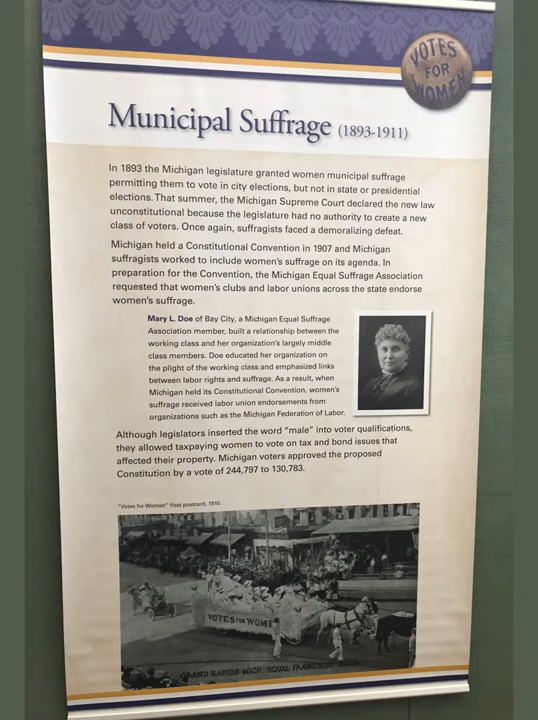 VOTES
FOR
WOMEN
Municipal Suffrage (1893-1911)
In 1893 the Michigan legislature granted women municipal suffrage
permitting them to vote in city elections, but not in state or presidential
elections. That summer, the Michigan Supreme Court declared the new law
unconstitutional because the legislature had no authority to create a new
class of voters. Once again, suffragists faced a demoralizing defeat.
Michigan held a Constitutional Convention in 1907 and Michigan
suffragists worked to include women's suffrage on its agenda. In
preparation for the Convention, the Michigan Equal Suffrage Association
requested that women's clubs and labor unions across the state endorse
women's suffrage.
Mary L. Doe of Bay City, a Michigan Equal Suffrage
Association member, built a relationship between the
working class and her organization's largely middle
class members. Doe educated her organization on
the plight of the working class and emphasized links
between labor rights and suffrage. As a result, when
Michigan held its Constitutional Convention, women's
suffrage received labor union endorsements from
organizations such as the Michigan Federation of Labor.
Although legislators inserted the word "male" into voter qualifications,
they allowed taxpaying women to vote on tax and bond issues that
affected their property. Michigan voters approved the proposed
Constitution by a vote of 244,797 to 130,783.
"Votes for Women" float postcard, 1910
VOTES FOR WOME
GRAND RAPIDS MICH. EQUAL FRANCHISE